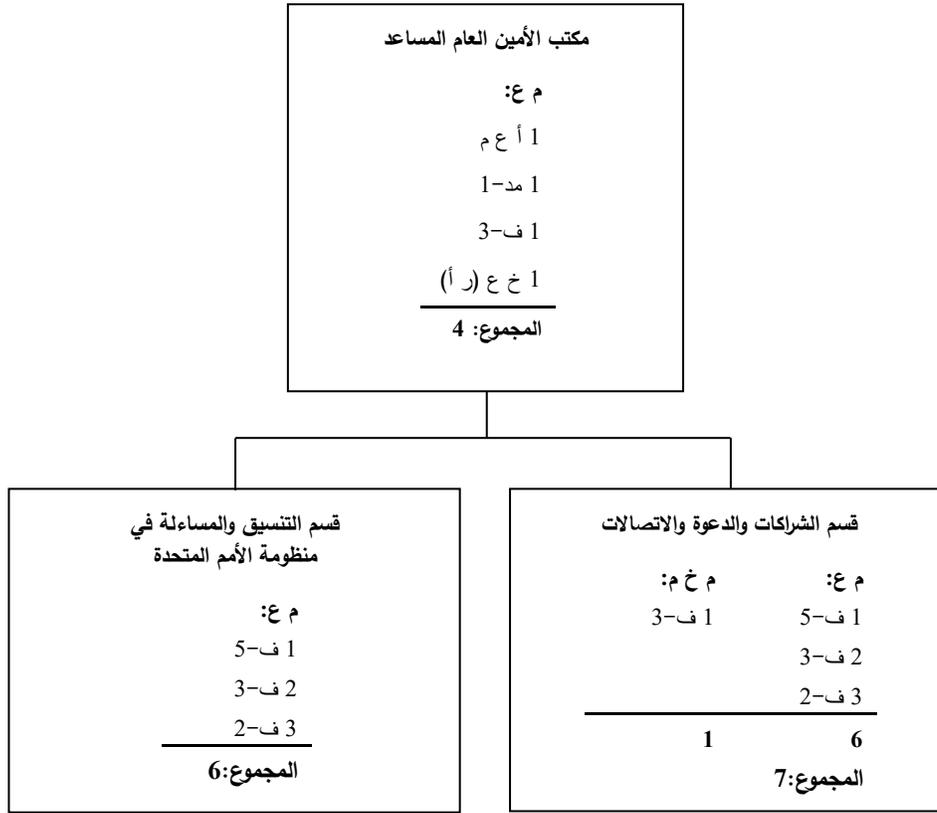 مكتب الأمين العام المساعد
م ع:
1 أ ع م
1 مد-1
1 ف-3
1 خ ع (ر أ)
المجموع: 4
قسم الشراكات والدعوة والاتصالات
م ع: م خ م:
1 ف-5 1 ف-3
2 ف-3
3 ف-2
6 1
المجموع:7
قسم التنسيق والمساءلة في
منظومة الأمم المتحدة
م ع:
1 ف-5
2 ف-3
3 ف-2
المجموع:6